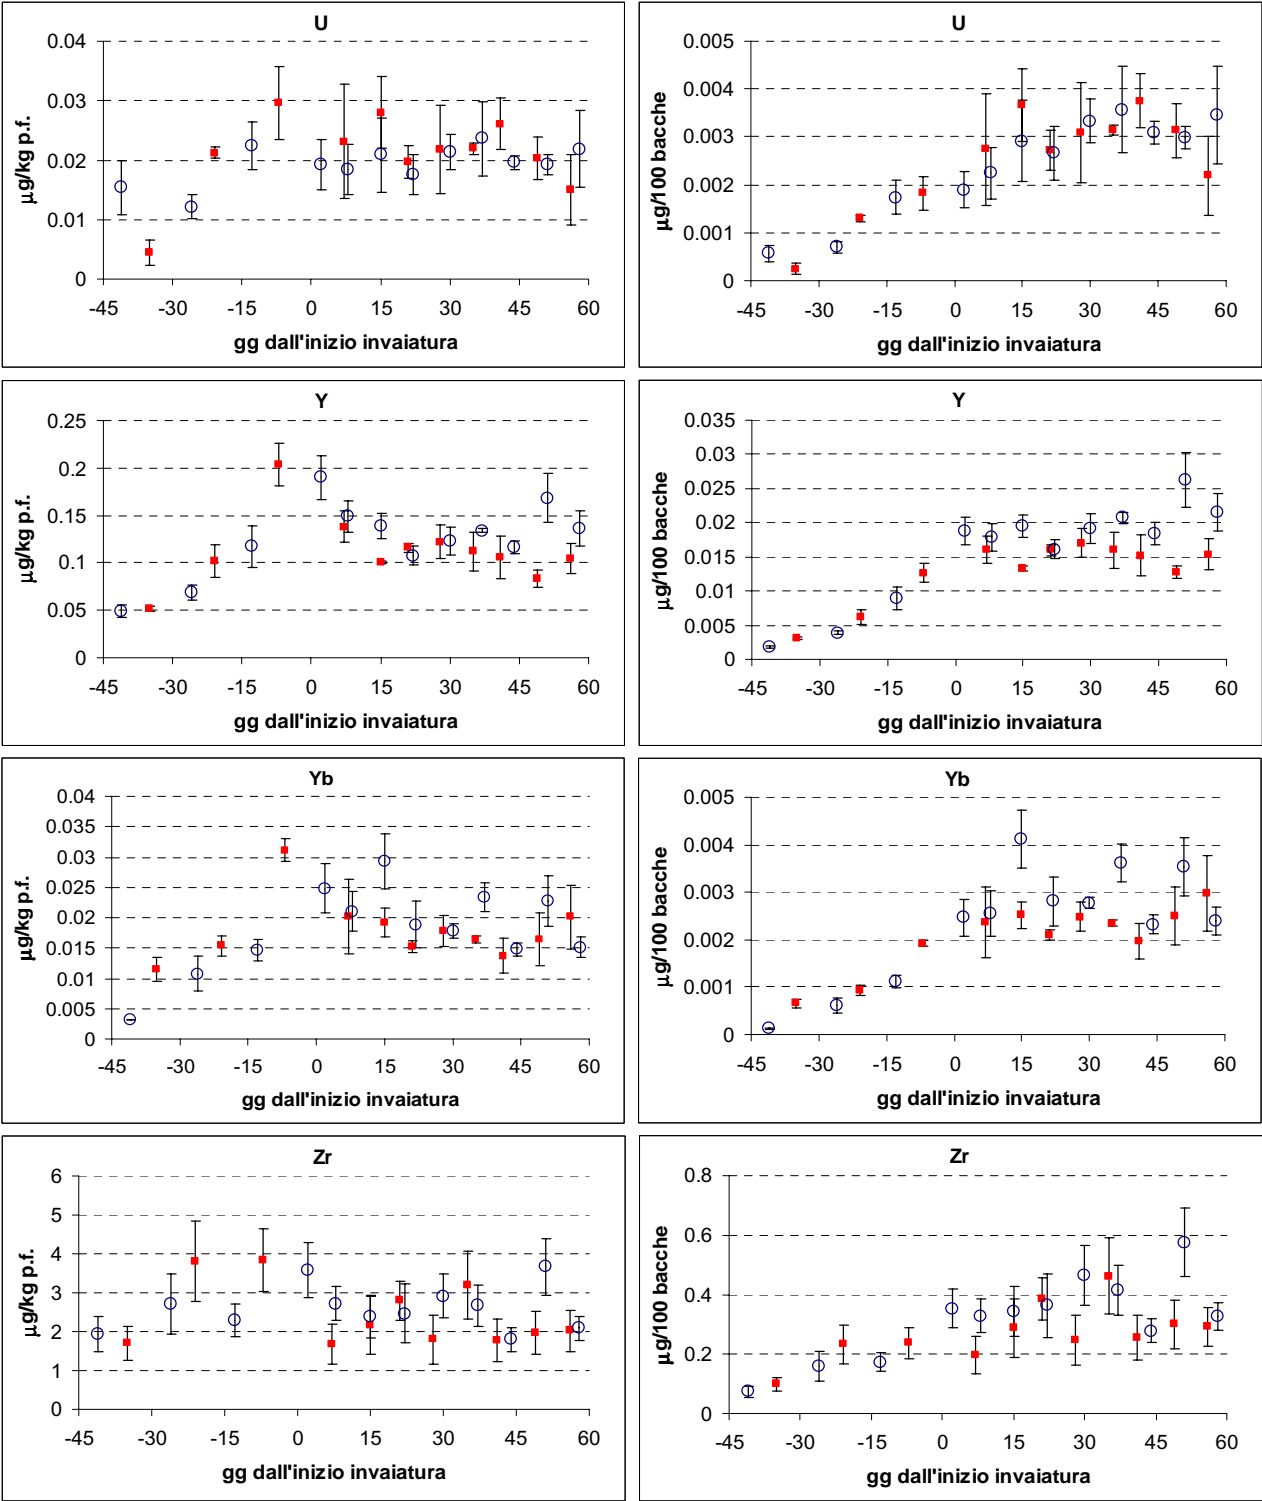 U
0.04
0.03
0.02
0.01
0
µg/kg p.f.
-45 -30 -15 0 15 30 45 60
gg dall'inizio invaiatura
U
0.005
0.004
0.003
0.002
0.001
0
µg/100 bacche
-45 -30 -15 0 15 30 45 60
gg dall'inizio invaiatura
Y
0.25
0.2
0.15
0.1
0.05
0
µg/kg p.f.
-45 -30 -15 0 15 30 45 60
gg dall'inizio invaiatura
Y
0.035
0.03
0.025
0.02
0.015
0.01
0.005
0
µg/100 bacche
-45 -30 -15 0 15 30 45 60
gg dall'inizio invaiatura
Yb
0.04
0.035
0.03
0.025
0.02
0.015
0.01
0.005
0
µg/kg p.f.
-45 -30 -15 0 15 30 45 60
gg dall'inizio invaiatura
Yb
0.005
0.004
0.003
0.002
0.001
0
µg/100 bacche
-45 -30 -15 0 15 30 45 60
gg dall'inizio invaiatura
Zr
6
5
4
3
2
1
0
µg/kg p.f.
-45 -30 -15 0 15 30 45 60
gg dall'inizio invaiatura
Zr
0.8
0.6
0.4
0.2
0
µg/100 bacche
-45 -30 -15 0 15 30 45 60
gg dall'inizio invaiatura